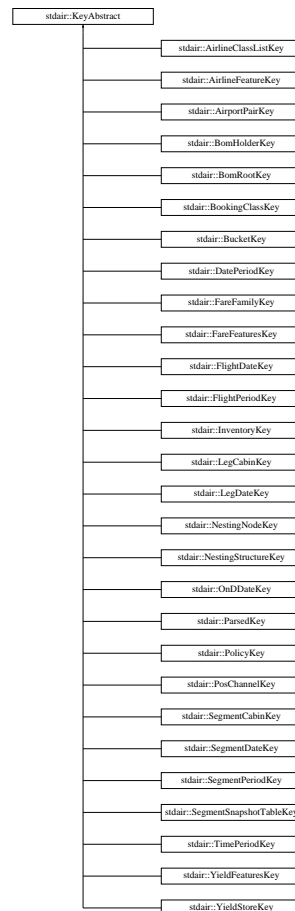 stdair::KeyAbstract
stdair::AirlineClassListKey
stdair::AirlineFeatureKey
stdair::AirportPairKey
stdair::BomHolderKey
stdair::BomRootKey
stdair::BookingClassKey
stdair::BucketKey
stdair::DatePeriodKey
stdair::FareFamilyKey
stdair::FareFeaturesKey
stdair::FlightDateKey
stdair::FlightPeriodKey
stdair::InventoryKey
stdair::LegCabinKey
stdair::LegDateKey
stdair::NestingNodeKey
stdair::NestingStructureKey
stdair::OnDDateKey
stdair::ParsedKey
stdair::PolicyKey
stdair::PosChannelKey
stdair::SegmentCabinKey
stdair::SegmentDateKey
stdair::SegmentPeriodKey
stdair::SegmentSnapshotTableKey
stdair::TimePeriodKey
stdair::YieldFeaturesKey
stdair::YieldStoreKey